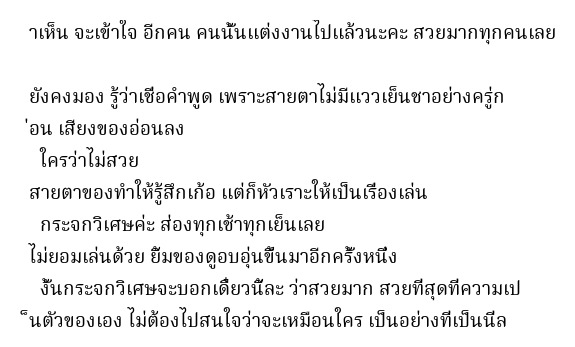 าเห็น จะเข้าใจ อีกคน คนนั้นแต่งงานไปแล้วนะคะ สวยมากทุกคนเลย
ยังคงมอง รู้ว่าเชื่อคำพูด เพราะสายตาไม่มีแววเย็นชาอย่างครู่ก
่อน เสียงของอ่อนลง
ใครว่าไม่สวย
สายตาของทำให้รู้สึกเก้อ แต่ก็หัวเราะให้เป็นเรื่องเล่น
กระจกวิเศษค่ะ ส่องทุกเช้าทุกเย็นเลย
ไม่ยอมเล่นด้วย ยิ้มของดูอบอุ่นขึ้นมาอีกครั้งหนึ่ง
งั้นกระจกวิเศษจะบอกเดี๋ยวนี้ละ ว่าสวยมาก สวยที่สุดที่ความเป
็นตัวของเอง ไม่ต้องไปสนใจว่าจะเหมือนใคร เป็นอย่างที่เป็นนี่ล